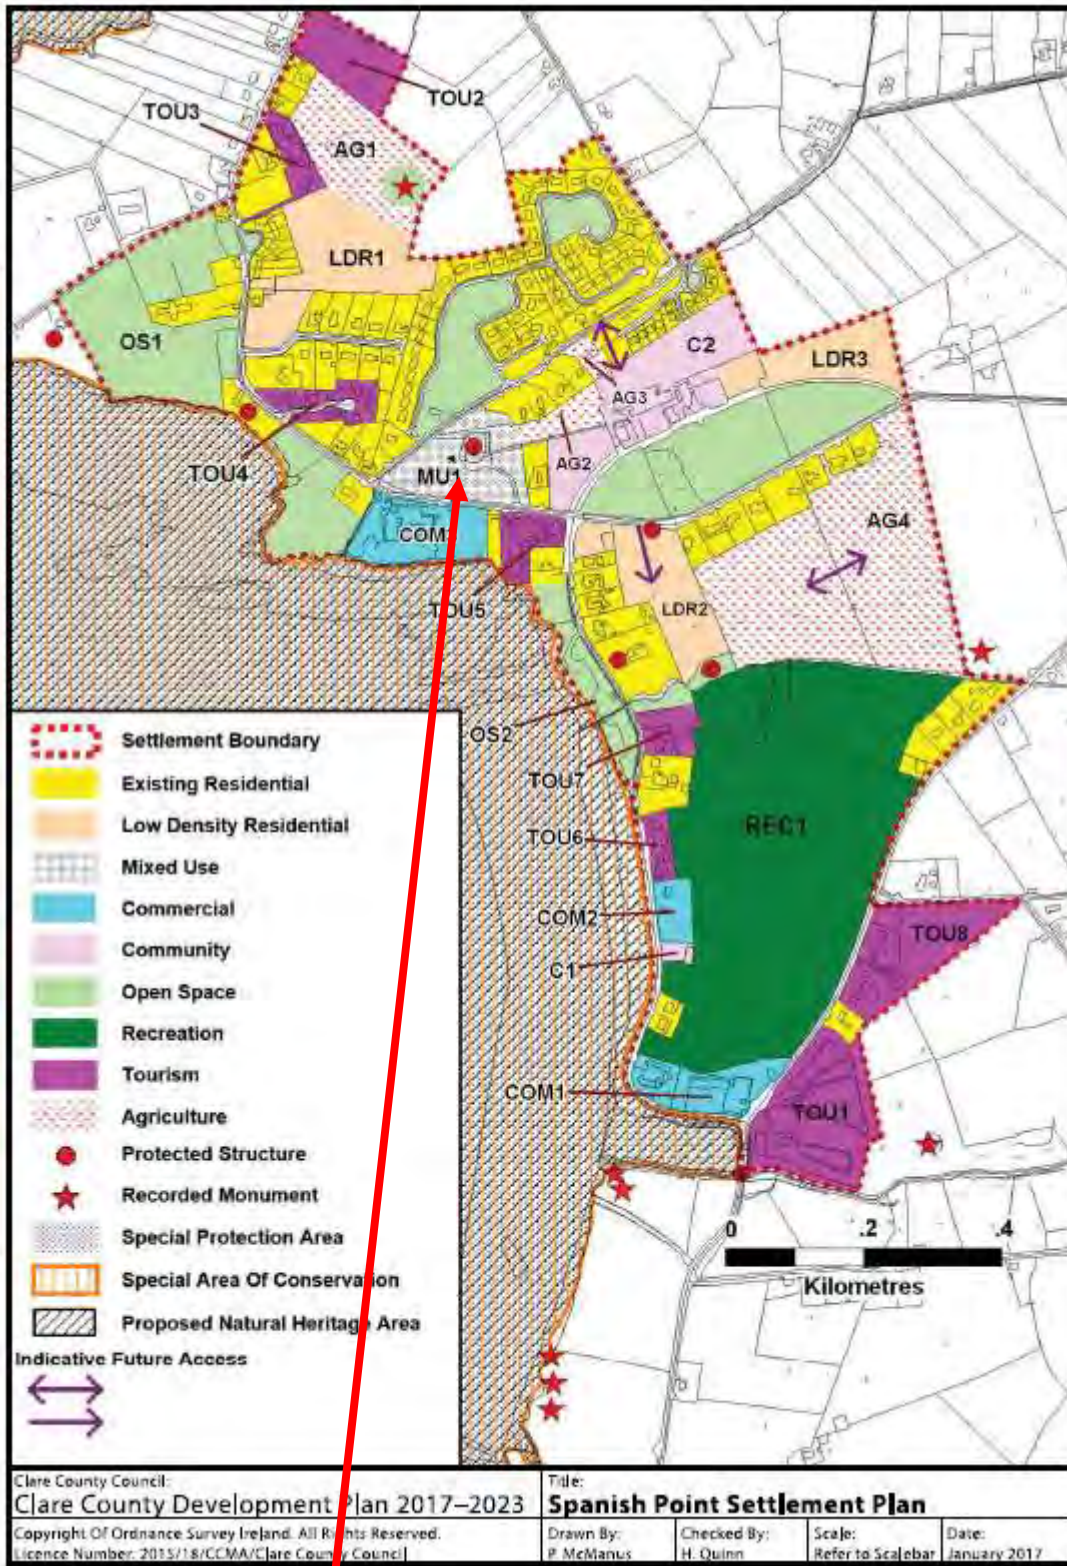 TOU2
TOU3
AG1
LDR1
OS1
C2
LDR3
AG3
TOU4
MU1
AG2
AG4
COM3
TOU5
LDR2
OS2
TOU7
REC1
TOU6
COM2
TOU8
C1
COM1
TOU1
Settlement Boundary
Existing Residential
Low Density Residential
Mixed Use
Commercial
Community
Open Space
Recreation
Tourism
Agriculture
Protected Structure
Recorded Monument
Special Protection Area
Special Area Of Conservation
Proposed Natural Heritage Area
Indicative Future Access
0 .2 .4
Kilometres
Clare County Council:
Clare County Development Plan 2017–2023
Copyright Of Ordnance Survey Ireland. All Rights Reserved.
Licence Number: 2015/18/CCMA/Clare County Council
Title:
Spanish Point Settlement Plan
Drawn By: Checked By: Scale: Date:
P. McManus H. Quinn Refer to Scalebar January 2017